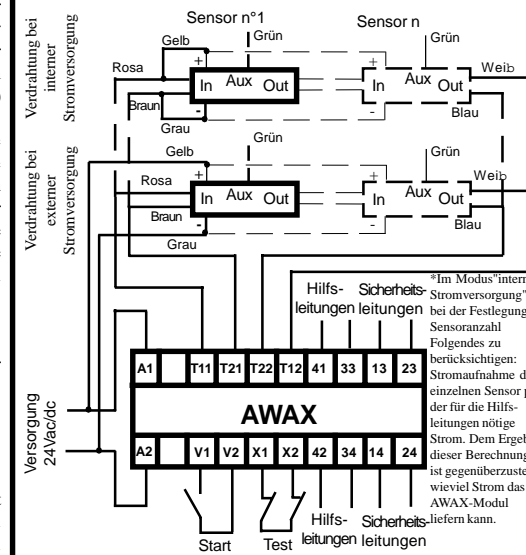 Sensor n°1
Sensor n
Verdrahtung bei
interner
Stromversorgung
Gelb
Grün
Grün
Rosa
Weiß
+
In Aux Out
-
+
In Aux Out
-
Braun
Grau
Blau
Verdrahtung bei
externer
Stromversorgung
Gelb
Grün
Grün
Rosa
Weiß
+
In Aux Out
-
+
In Aux Out
-
Braun
Grau
Blau
Hilfs-
leitungen
Sicherheits-
leitungen
*Im Modus"intern
Stromversorgung"
bei der Festlegung
Sensoranzahl
Folgendes zu
berücksichtigen:
Stromaufnahme d
einzelnen Sensor p
der für die Hilfs-
leitungen nötige
Strom. Dem Ergeb
dieser Berechnung
ist gegenüberzuste
wieviel Strom das
AWAX-Modul
liefern kann.
A1 T11 T21 T22 T12 41 33 13 23
AWAX
A2 V1 V2 X1 X2 42 34 14 24
Versorgung
24Vac/dc
Start
Test
Hilfs-
leitungen
Sicherheits-
leitungen